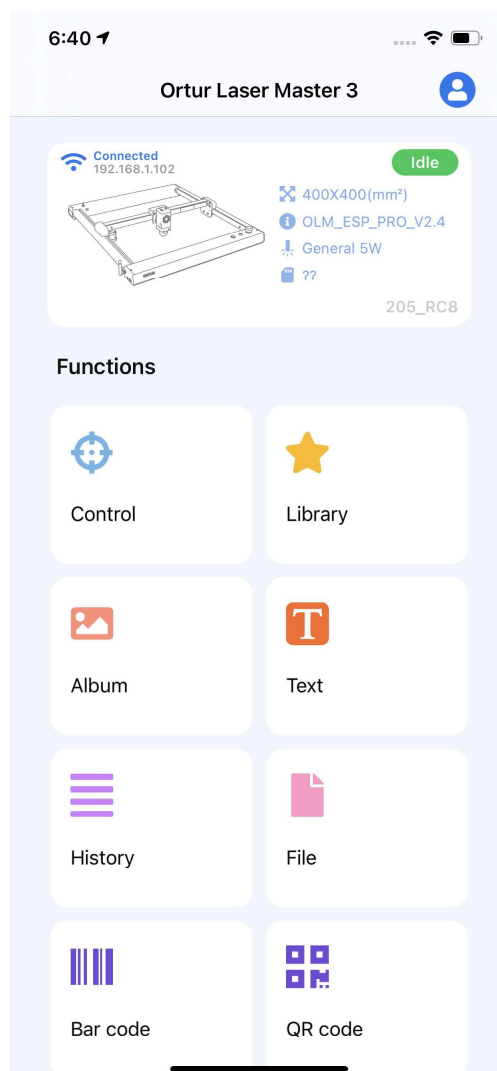 6:40
Ortur Laser Master 3
Connected
192.168.1.102
Idle
400X400(mm²)
OLM_ESP_PRO_V2.4
General 5W
??
205_RC8
Functions
Control
Library
Album
T
Text
History
File
Bar code
QR code